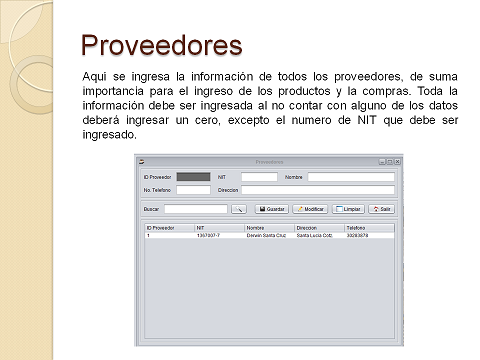 Proveedores
Aqui se ingresa la información de todos los proveedores, de suma
importancia para el ingreso de los productos y la compras. Toda la
información debe ser ingresada al no contar con alguno de los datos
deberá ingresar un cero, excepto el numero de NIT que debe ser
ingresado.
Proveedores
ID Proveedor NIT Nombre
No. Telefono Direccion
Buscar Guardar Modificar Limpiar Salir
ID Proveedor NIT Nombre Direccion Telefono
1 1367007-7 Derwin Santa Cruz Santa Lucia Cotz. 30283878